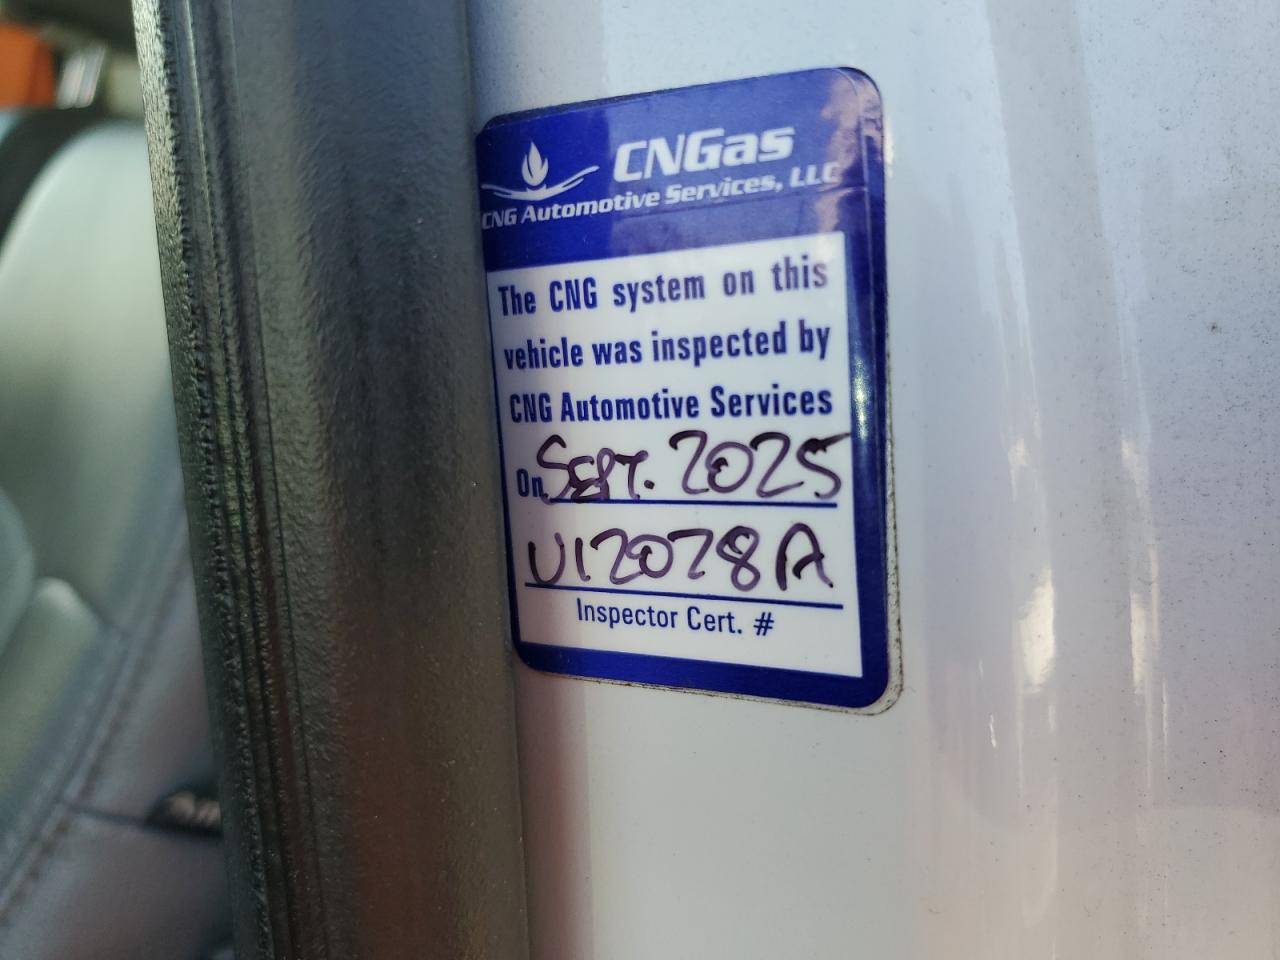 CNGas
CNG Automotive Services, LLC
The CNG system on this
vehicle was inspected by
CNG Automotive Services
On Sept. 2025
U12078A
Inspector Cert. #